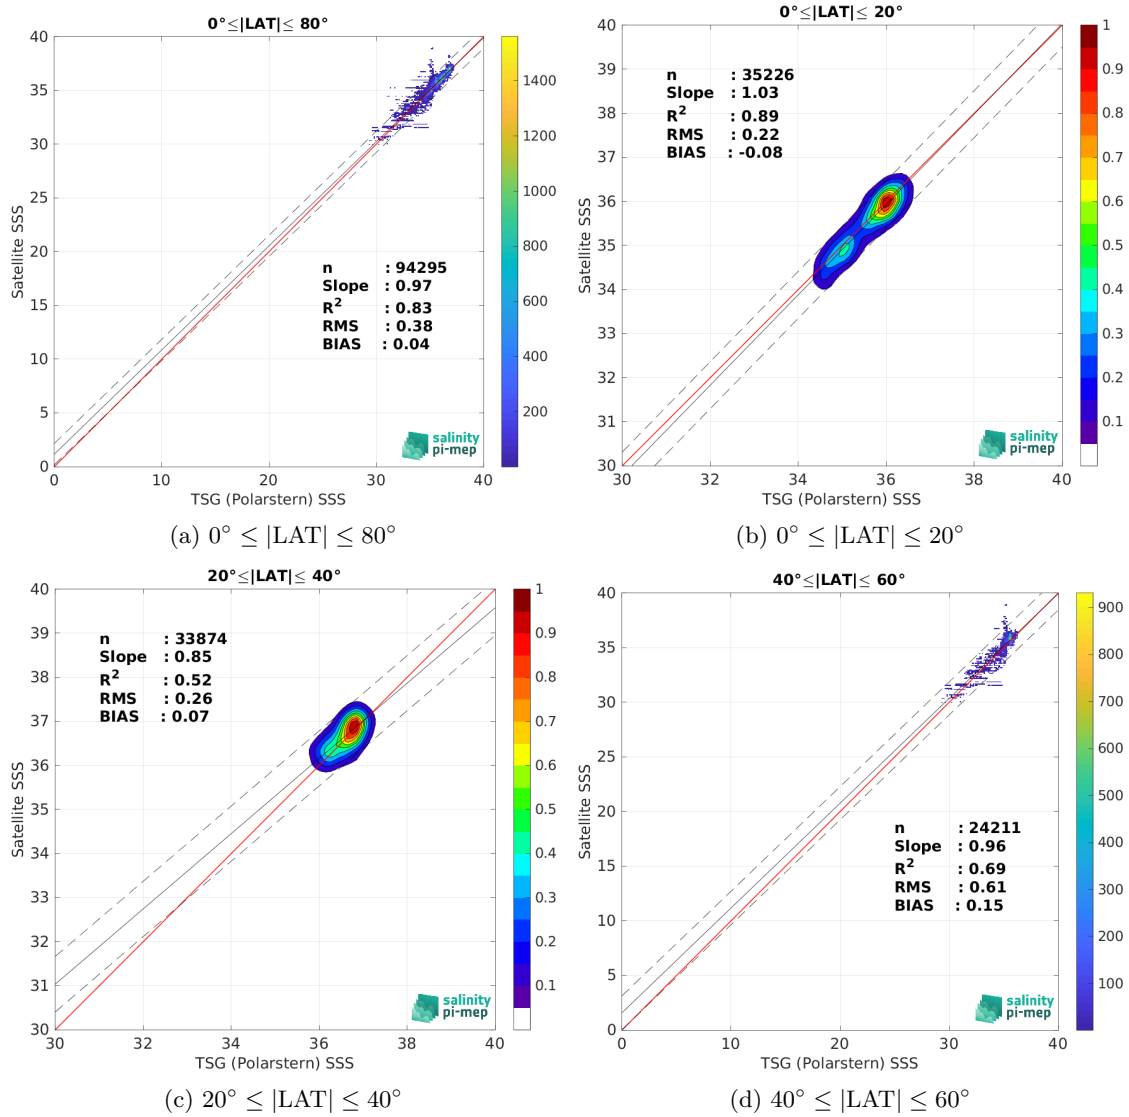 0°≤|LAT|≤ 80°
40
35
30
25
20
15
10
5
0
0
10
20
30
40
Satellite SSS
TSG (Polarstern) SSS
n : 94295
Slope : 0.97
R² : 0.83
RMS : 0.38
BIAS : 0.04
salinity
pi-mep
1400
1200
1000
800
600
400
200
(a) 0° ≤ |LAT| ≤ 80°
0°≤|LAT|≤ 20°
40
39
38
37
36
35
34
33
32
31
30
30
32
34
36
38
40
Satellite SSS
TSG (Polarstern) SSS
n : 35226
Slope : 1.03
R² : 0.89
RMS : 0.22
BIAS : -0.08
salinity
pi-mep
1
0.9
0.8
0.7
0.6
0.5
0.4
0.3
0.2
0.1
(b) 0° ≤ |LAT| ≤ 20°
20°≤|LAT|≤ 40°
40
39
38
37
36
35
34
33
32
31
30
30
32
34
36
38
40
Satellite SSS
TSG (Polarstern) SSS
n : 33874
Slope : 0.85
R² : 0.52
RMS : 0.26
BIAS : 0.07
salinity
pi-mep
1
0.9
0.8
0.7
0.6
0.5
0.4
0.3
0.2
0.1
(c) 20° ≤ |LAT| ≤ 40°
40°≤|LAT|≤ 60°
40
35
30
25
20
15
10
5
0
0
10
20
30
40
Satellite SSS
TSG (Polarstern) SSS
n : 24211
Slope : 0.96
R² : 0.69
RMS : 0.61
BIAS : 0.15
salinity
pi-mep
900
800
700
600
500
400
300
200
100
0
(d) 40° ≤ |LAT| ≤ 60°